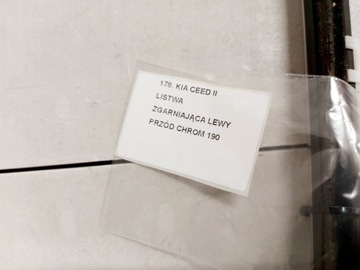 178. KIA CEED II
LISTWA
ZGARNIAJĄCA LEWY
PRZÓD CHROM 190